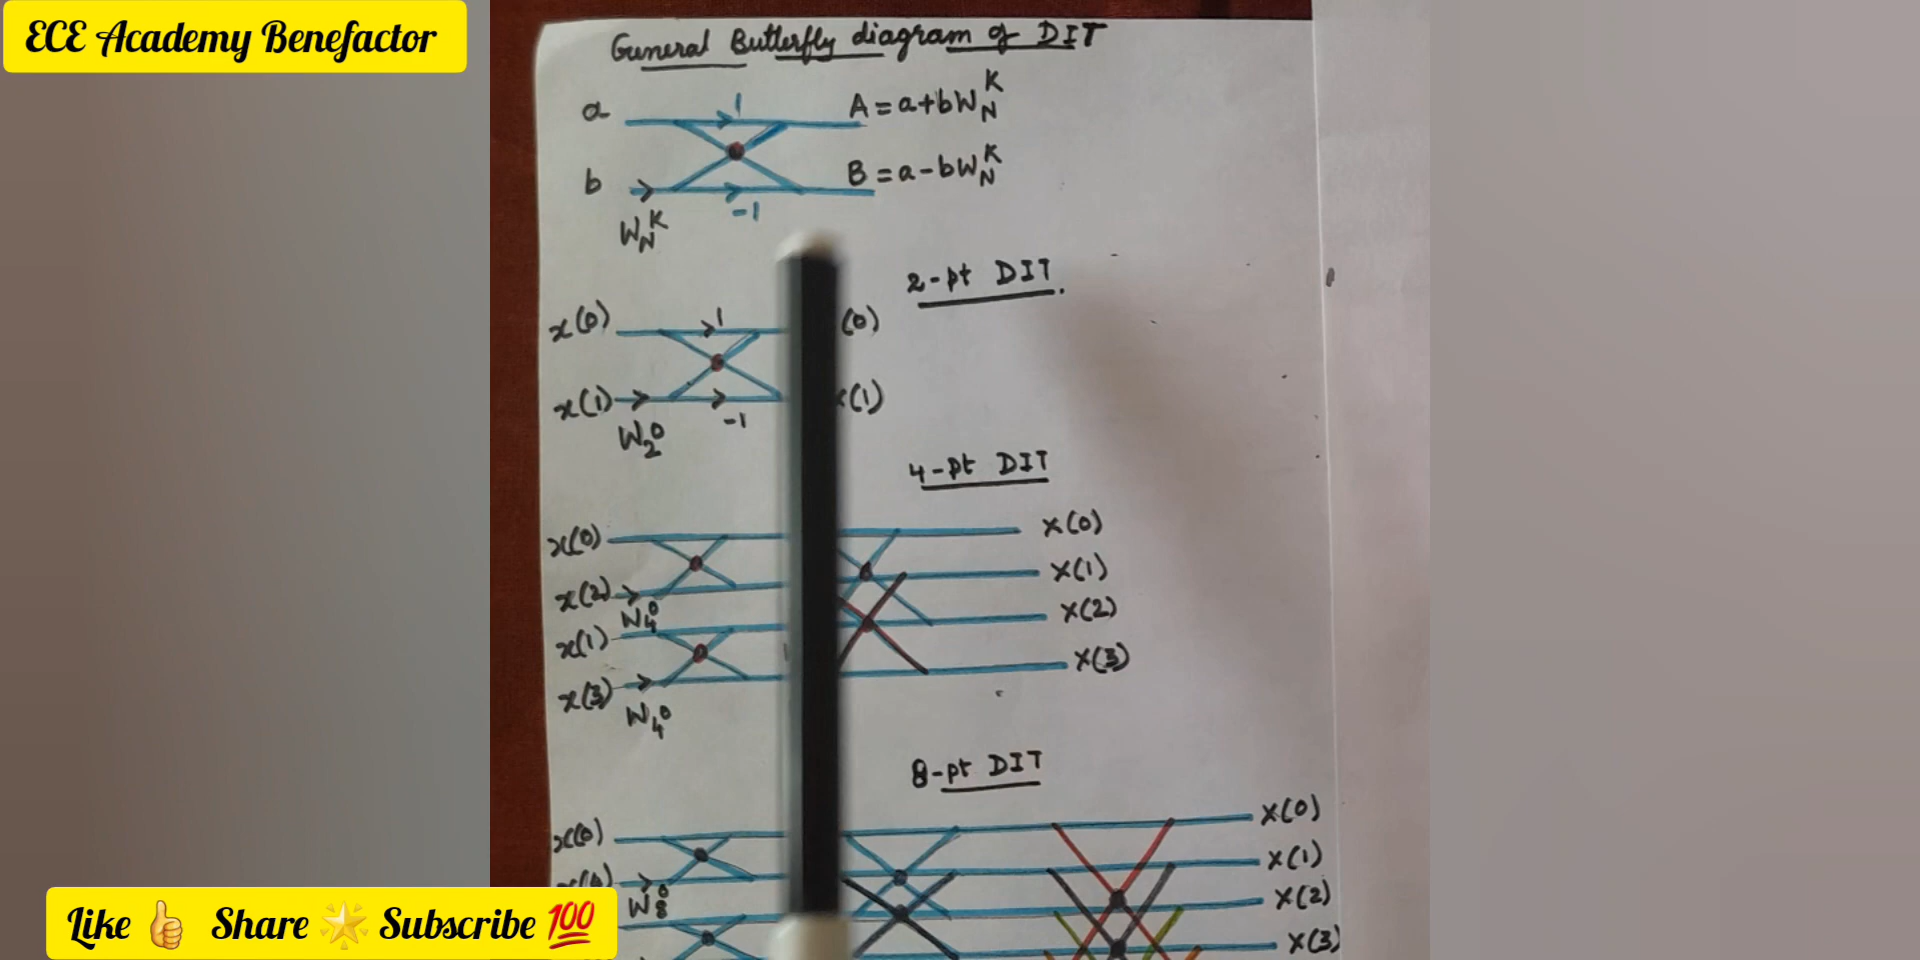 ECE Academy Benefactor
General Butterfly diagram of DIT
a 1 A = a+bW_N^K
b B = a-bW_N^K
W_N^K -1
2-pt DIT.
x(0) 1 (0)
x(1) X(1)
W_2^0 -1
4-pt DIT
x(0) X(0)
X(1)
x(2) X(2)
W_4^0
x(1)
X(3)
x(3)
W_4^0
8-pt DIT
x(0) X(0)
X(1)
W_8^0 X(2)
X(3)
Like 👍 Share 🌟 Subscribe 💯